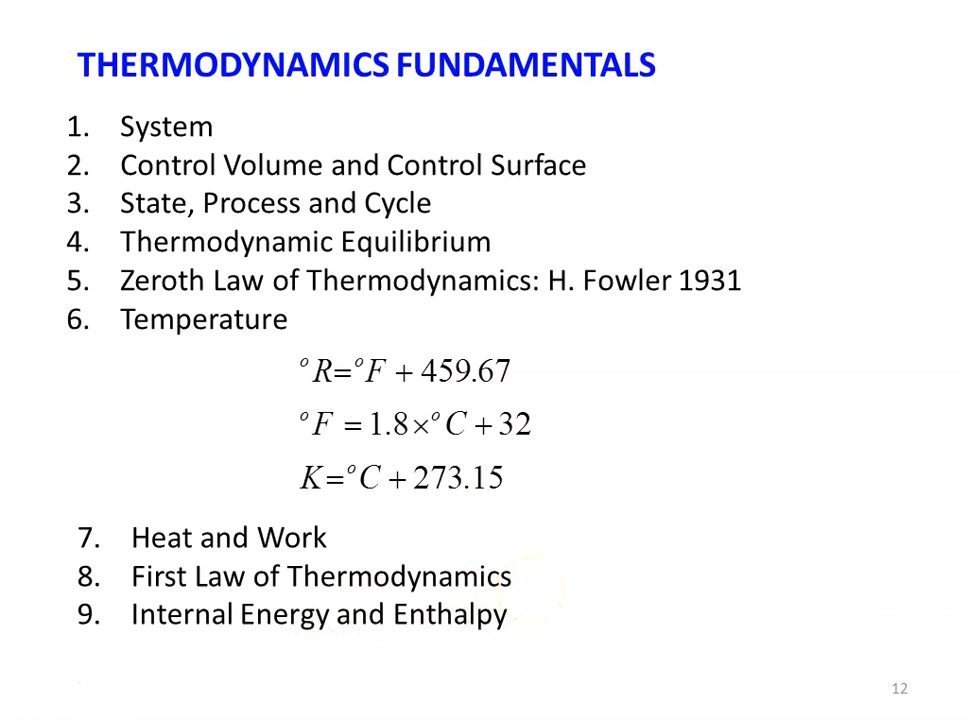 THERMODYNAMICS FUNDAMENTALS
1. System
2. Control Volume and Control Surface
3. State, Process and Cycle
4. Thermodynamic Equilibrium
5. Zeroth Law of Thermodynamics: H. Fowler 1931
6. Temperature
°R=°F + 459.67
°F = 1.8×°C + 32
K=°C + 273.15
7. Heat and Work
8. First Law of Thermodynamics
9. Internal Energy and Enthalpy
12